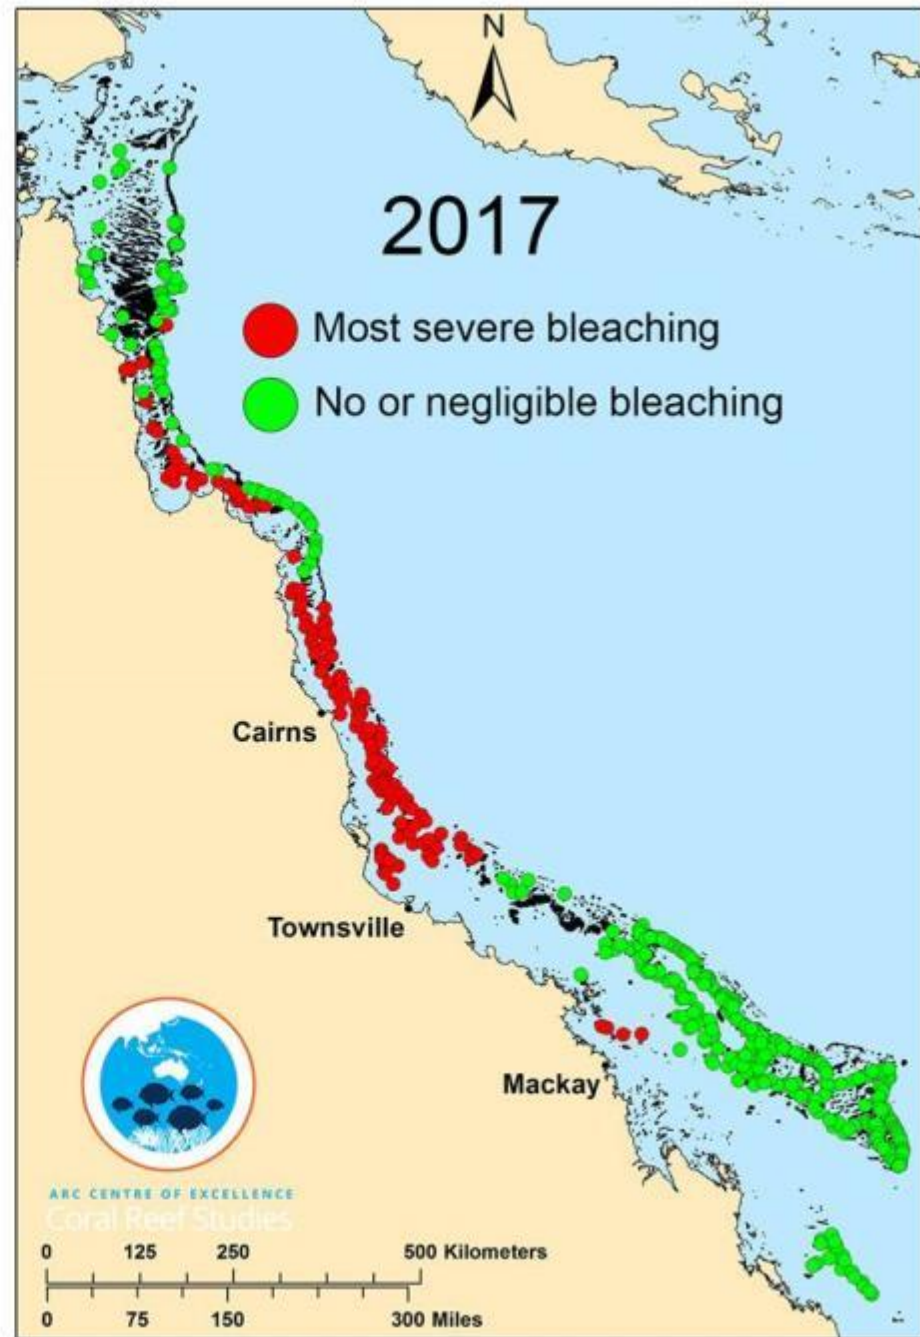 N
2017
Most severe bleaching
No or negligible bleaching
Cairns
Townsville
Mackay
ARC CENTRE OF EXCELLENCE
Coral Reef Studies
0 125 250 500 Kilometers
0 75 150 300 Miles